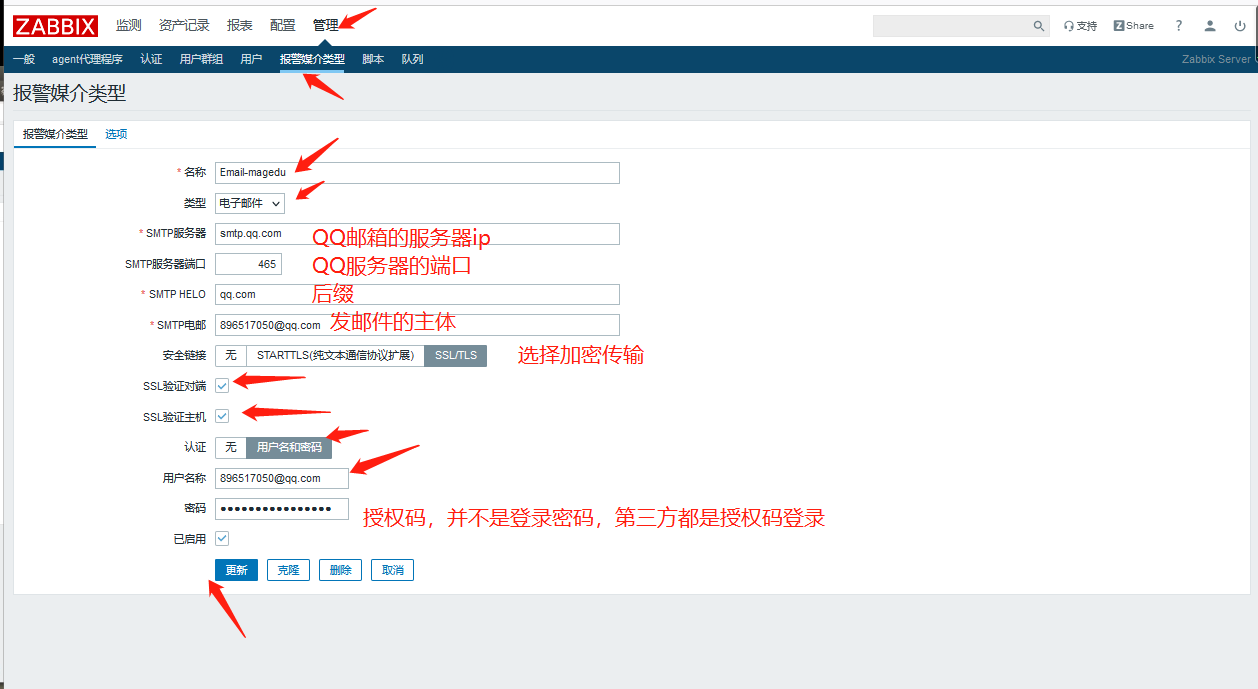 ZABBIX 监测 资产记录 报表 配置 管理 支持 Z Share ?
一般 agent代理程序 认证 用户群组 用户 报警媒介类型 脚本 队列 Zabbix Server
报警媒介类型
报警媒介类型 选项
* 名称 Email-magedu
类型 电子邮件
* SMTP服务器 smtp.qq.com QQ邮箱的服务器ip
SMTP服务器端口 465 QQ服务器的端口
* SMTP HELO qq.com 后缀
* SMTP电邮 896517050@qq.com 发邮件的主体
安全链接 无 STARTTLS(纯文本通信协议扩展) SSL/TLS 选择加密传输
SSL验证对端
SSL验证主机
认证 无 用户名和密码
用户名称 896517050@qq.com
密码 ●●●●●●●●●●●●●●●● 授权码，并不是登录密码，第三方都是授权码登录
已启用
更新 克隆 删除 取消